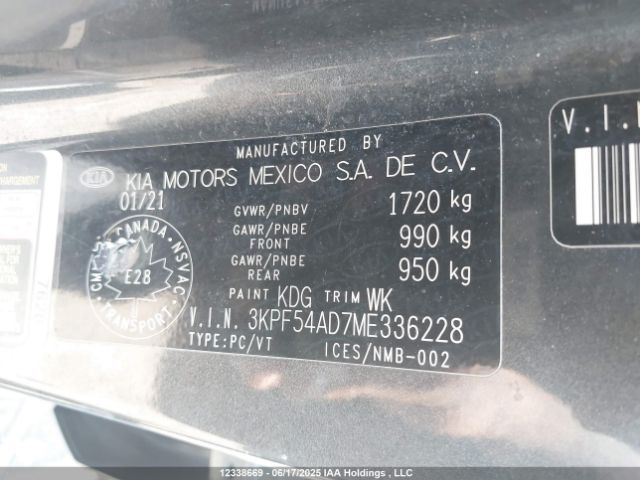 MANUFACTURED BY
KIA KIA MOTORS MEXICO S.A. DE C.V.
01/21
GVWR/PNBV 1720 kg
GAWR/PNBE FRONT 990 kg
GAWR/PNBE REAR 950 kg
CANADA NSVAC TRANSPORT
E28
PAINT KDG TRIM WK
V.I.N. 3KPF54AD7ME336228
TYPE:PC/VT ICES/NMB-002
V.I.
12338669 - 06/17/2025 IAA Holdings , LLC